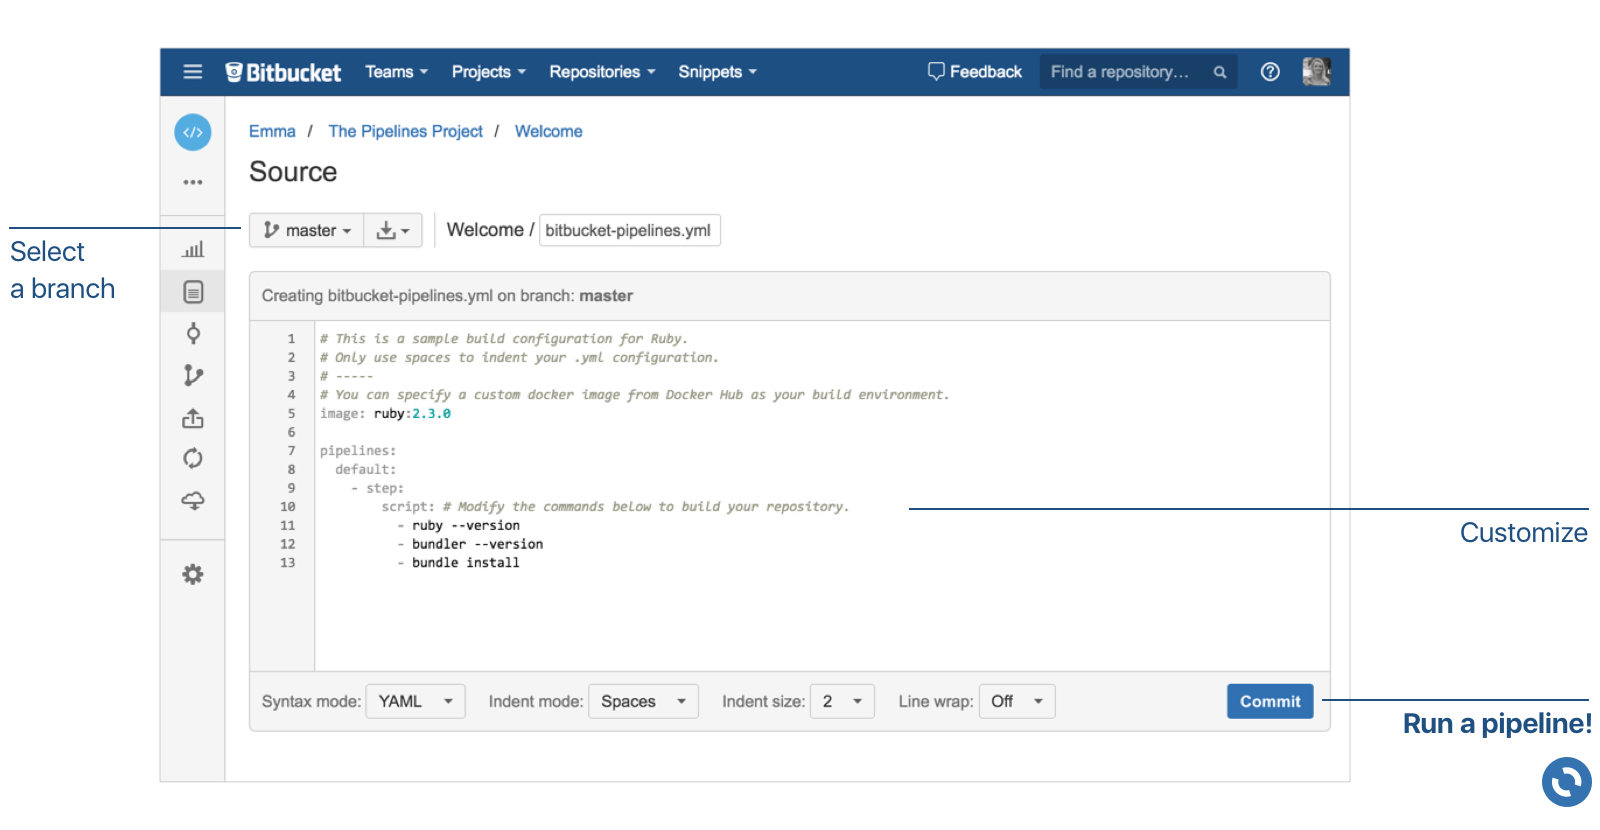 Bitbucket Teams Projects Repositories Snippets Feedback Find a repository...
Emma / The Pipelines Project / Welcome
Source
master Welcome / bitbucket-pipelines.yml
Select
a branch
Creating bitbucket-pipelines.yml on branch: master
1 # This is a sample build configuration for Ruby.
2 # Only use spaces to indent your .yml configuration.
3 # -----
4 # You can specify a custom docker image from Docker Hub as your build environment.
5 image: ruby:2.3.0
6
7 pipelines:
8 default:
9 - step:
10 script: # Modify the commands below to build your repository.
11 - ruby --version
12 - bundler --version
13 - bundle install
Customize
Syntax mode: YAML Indent mode: Spaces Indent size: 2 Line wrap: Off Commit
Run a pipeline!